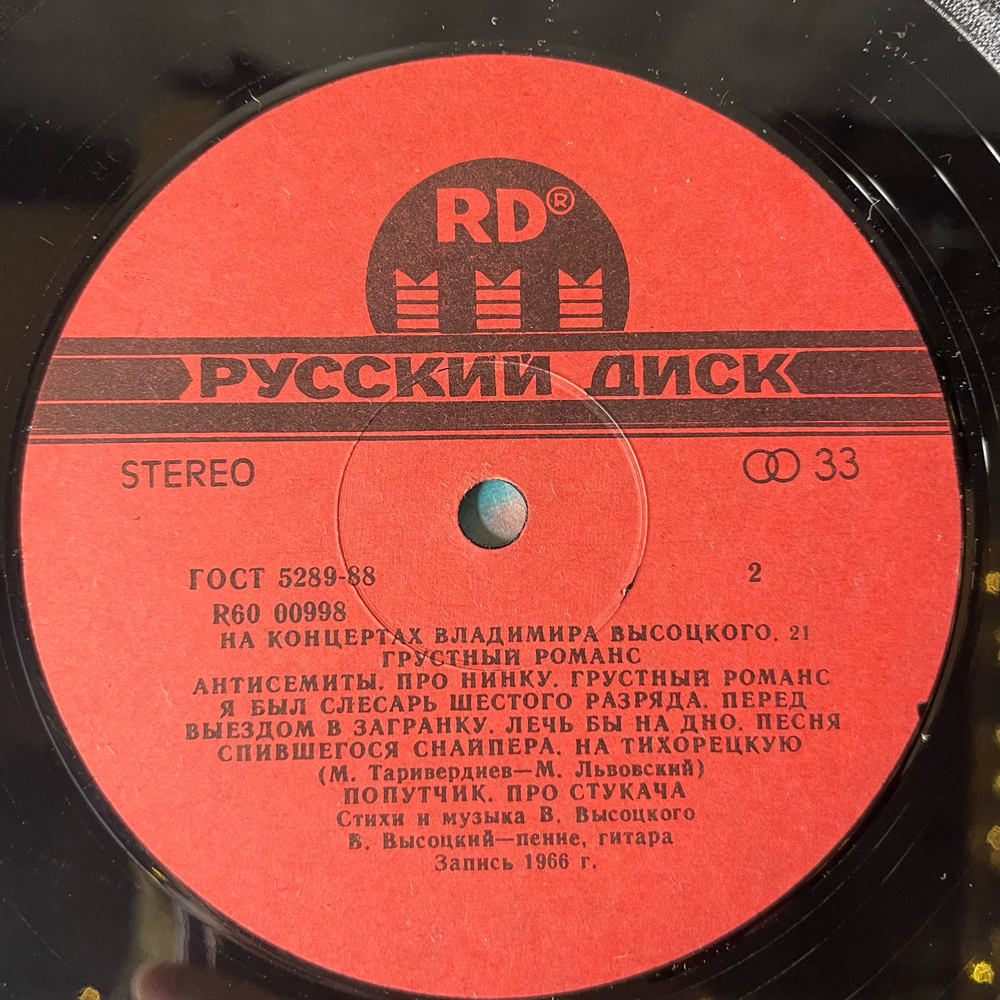 RD®
РУССКИЙ ДИСК
STEREO 33
ГОСТ 5289-88 2
R60 00998
НА КОНЦЕРТАХ ВЛАДИМИРА ВЫСОЦКОГО. 21
ГРУСТНЫЙ РОМАНС
АНТИСЕМИТЫ. ПРО НИНКУ. ГРУСТНЫЙ РОМАНС
Я БЫЛ СЛЕСАРЬ ШЕСТОГО РАЗРЯДА. ПЕРЕД
ВЫЕЗДОМ В ЗАГРАНКУ. ЛЕЧЬ БЫ НА ДНО. ПЕСНЯ
СПИВШЕГОСЯ СНАЙПЕРА. НА ТИХОРЕЦКУЮ
(М. Таривердиев—М. Львовский)
ПОПУТЧИК. ПРО СТУКАЧА
Стихи и музыка В. Высоцкого
В. Высоцкий—пение, гитара
Запись 1966 г.